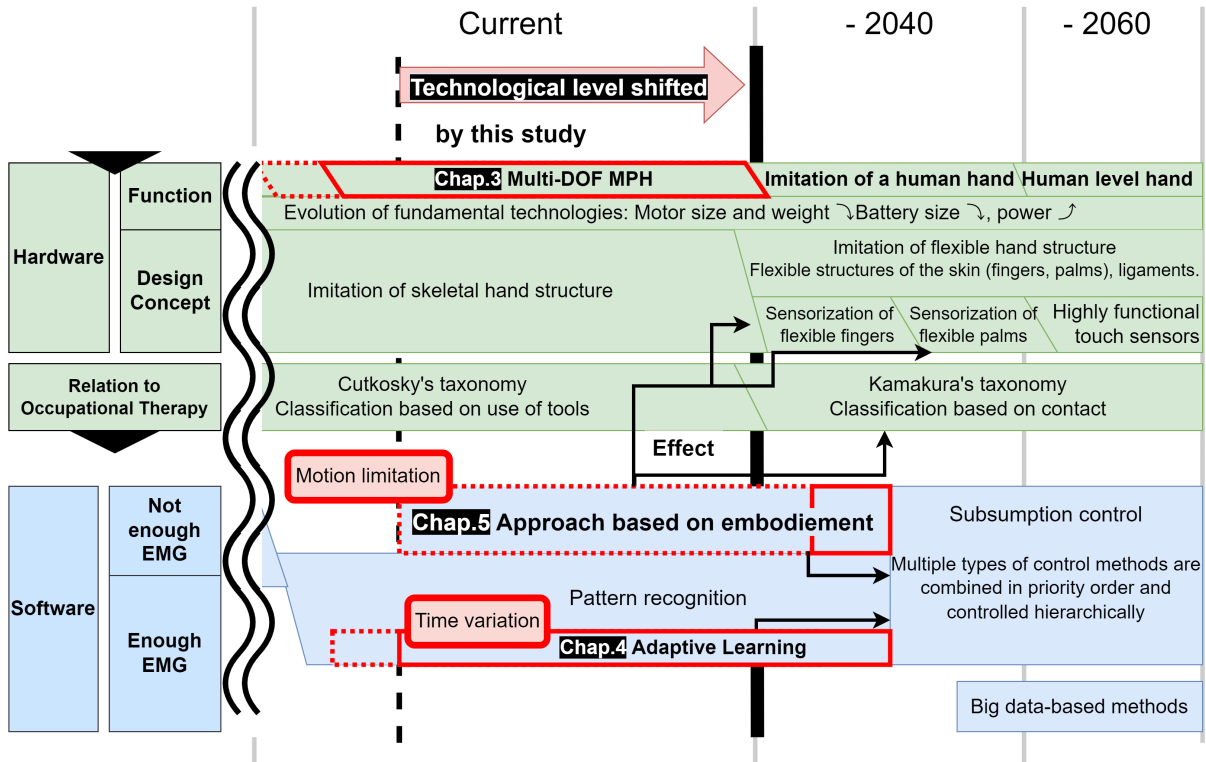 Current
- 2040
- 2060
Technological level shifted
by this study
Hardware
Function
Chap.3 Multi-DOF MPH
Imitation of a human hand
Human level hand
Evolution of fundamental technologies: Motor size and weight ⤵Battery size ⤵, power ⤴
Design
Concept
Imitation of skeletal hand structure
Imitation of flexible hand structure
Flexible structures of the skin (fingers, palms), ligaments.
Sensorization of
flexible fingers
Sensorization of
flexible palms
Highly functional
touch sensors
Relation to
Occupational Therapy
Cutkosky's taxonomy
Classification based on use of tools
Kamakura's taxonomy
Classification based on contact
Effect
Motion limitation
Software
Not
enough
EMG
Chap.5 Approach based on embodiement
Subsumption control
Multiple types of control methods are
combined in priority order and
controlled hierarchically
Pattern recognition
Enough
EMG
Time variation
Chap.4 Adaptive Learning
Big data-based methods